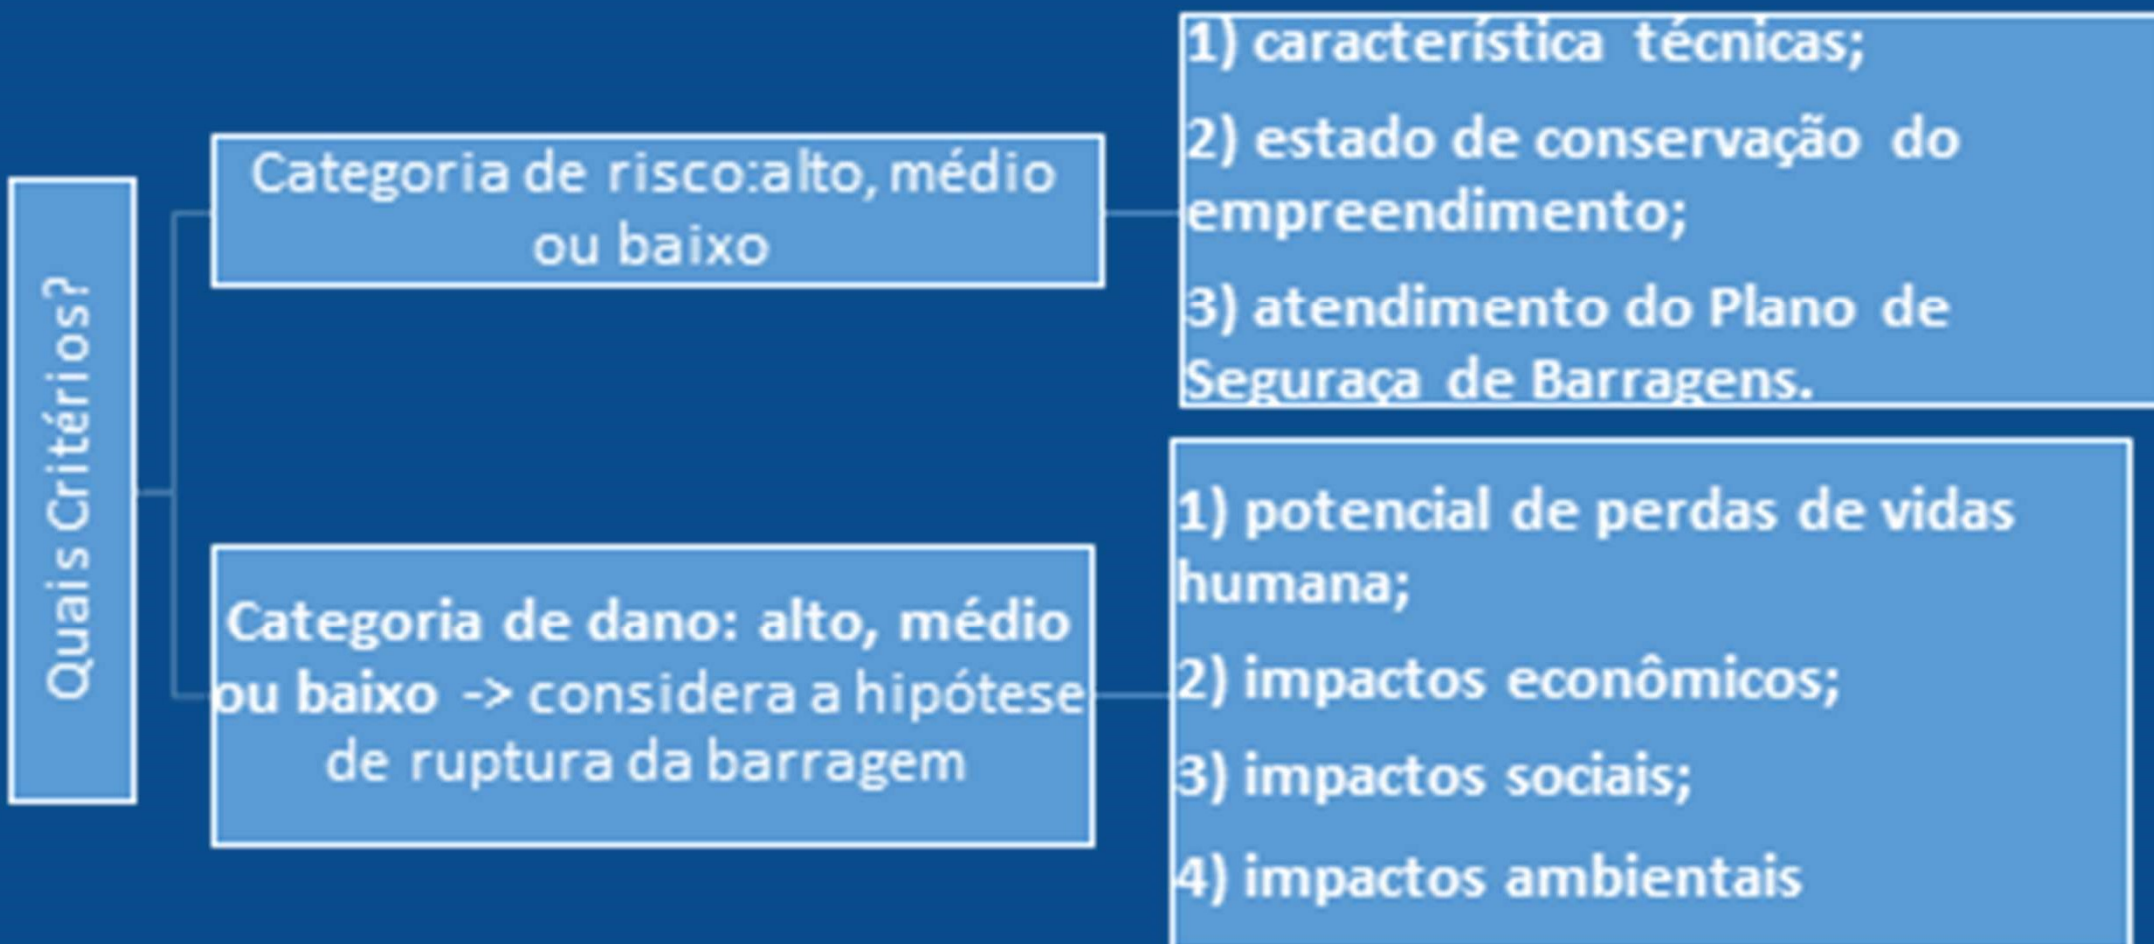 Quais Critérios?
Categoria de risco:alto, médio
ou baixo
1) característica técnicas;
2) estado de conservação do
empreendimento;
3) atendimento do Plano de
Seguraça de Barragens.
Categoria de dano: alto, médio
ou baixo -> considera a hipótese
de ruptura da barragem
1) potencial de perdas de vidas
humana;
2) impactos econômicos;
3) impactos sociais;
4) impactos ambientais